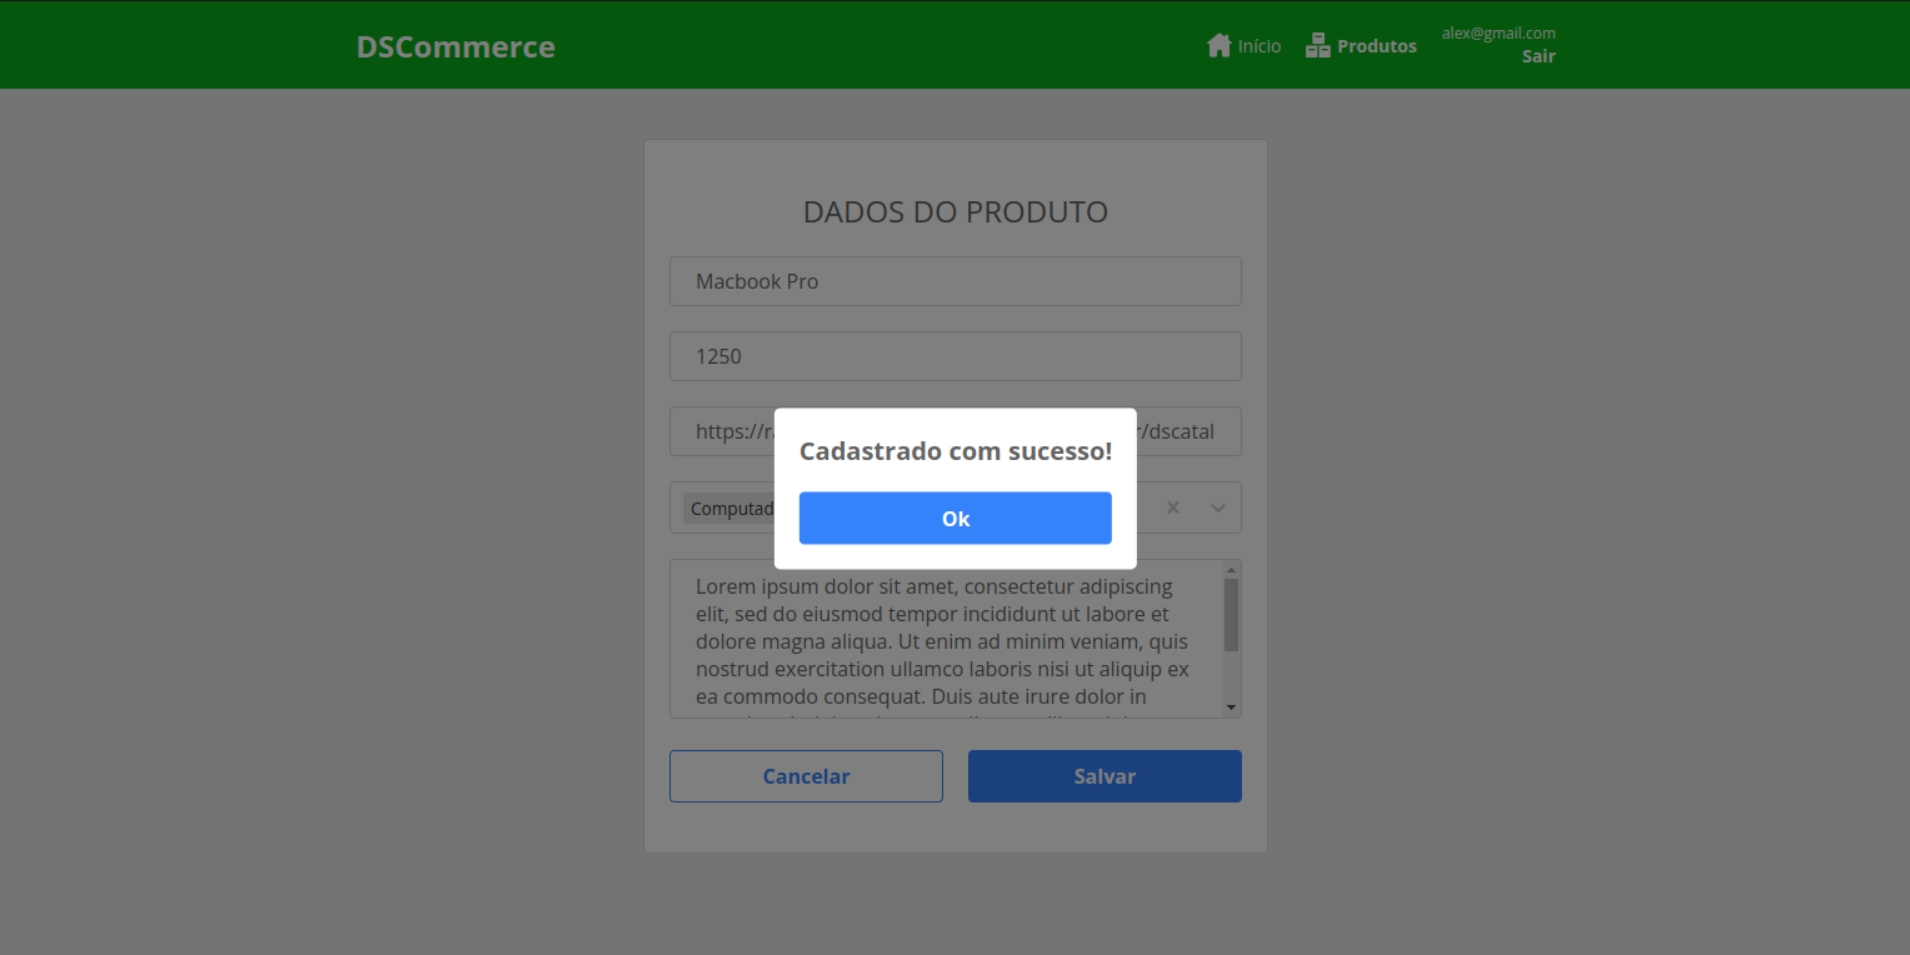 DSCommerce
Início
Produtos
alex@gmail.com
Sair
DADOS DO PRODUTO
Macbook Pro
1250
https://r
r/dscatal
Cadastrado com sucesso!
Computad
Ok
Lorem ipsum dolor sit amet, consectetur adipiscing
elit, sed do eiusmod tempor incididunt ut labore et
dolore magna aliqua. Ut enim ad minim veniam, quis
nostrud exercitation ullamco laboris nisi ut aliquip ex
ea commodo consequat. Duis aute irure dolor in
Cancelar
Salvar